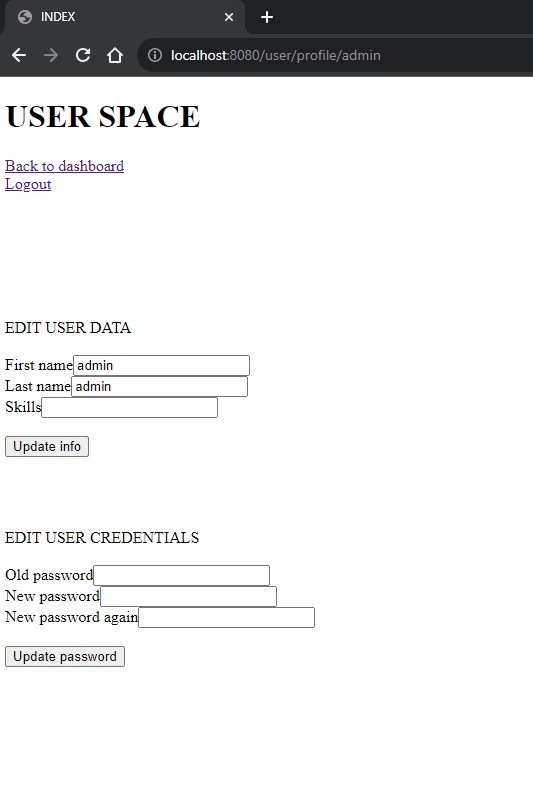 INDEX
localhost:8080/user/profile/admin
USER SPACE
Back to dashboard
Logout
EDIT USER DATA
First name admin
Last name admin
Skills
Update info
EDIT USER CREDENTIALS
Old password
New password
New password again
Update password